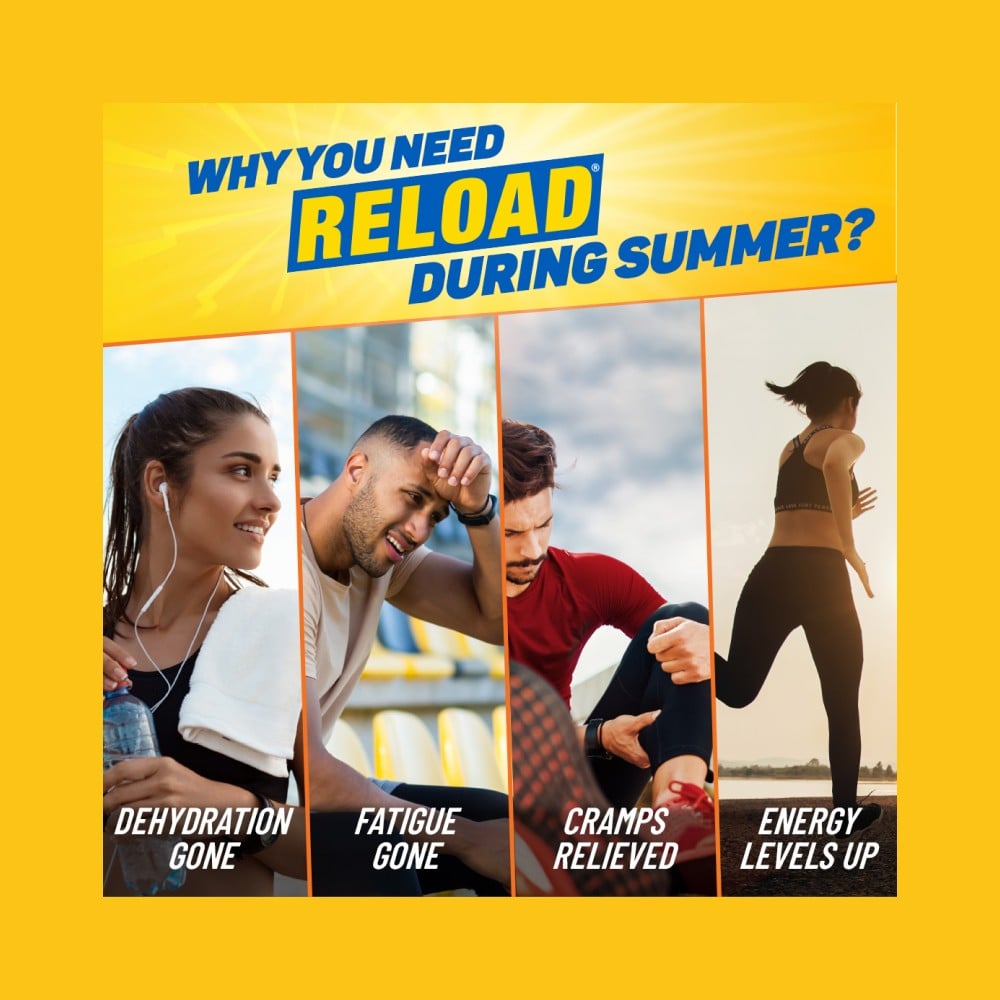 WHY YOU NEED
RELOAD®
DURING SUMMER?
DEHYDRATION
GONE
FATIGUE
GONE
CRAMPS
RELIEVED
ENERGY
LEVELS UP